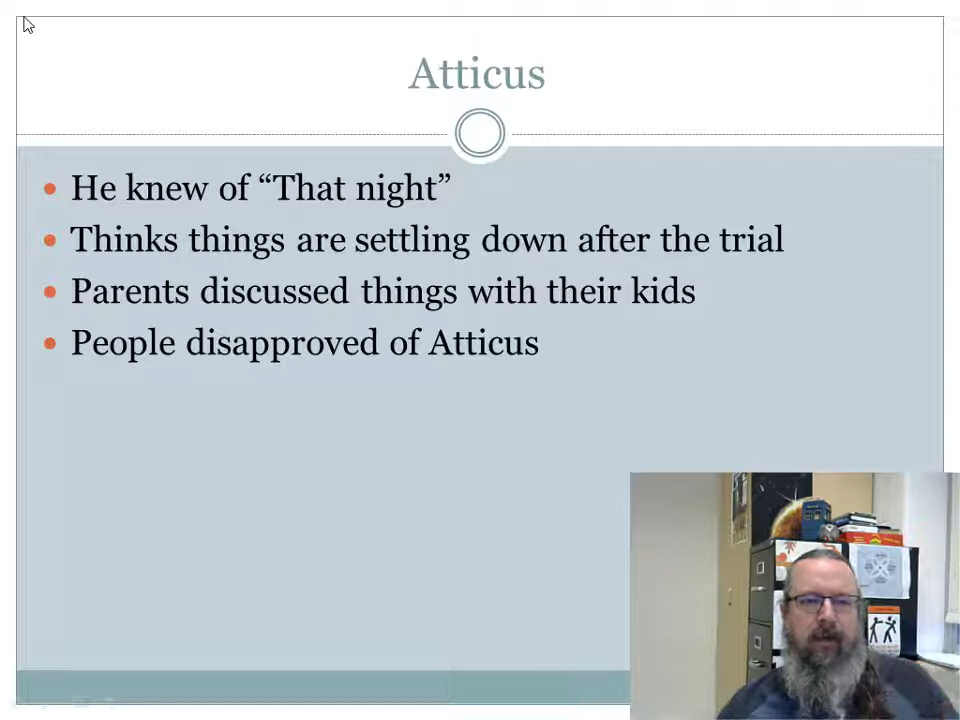 Atticus
He knew of “That night”
Thinks things are settling down after the trial
Parents discussed things with their kids
People disapproved of Atticus